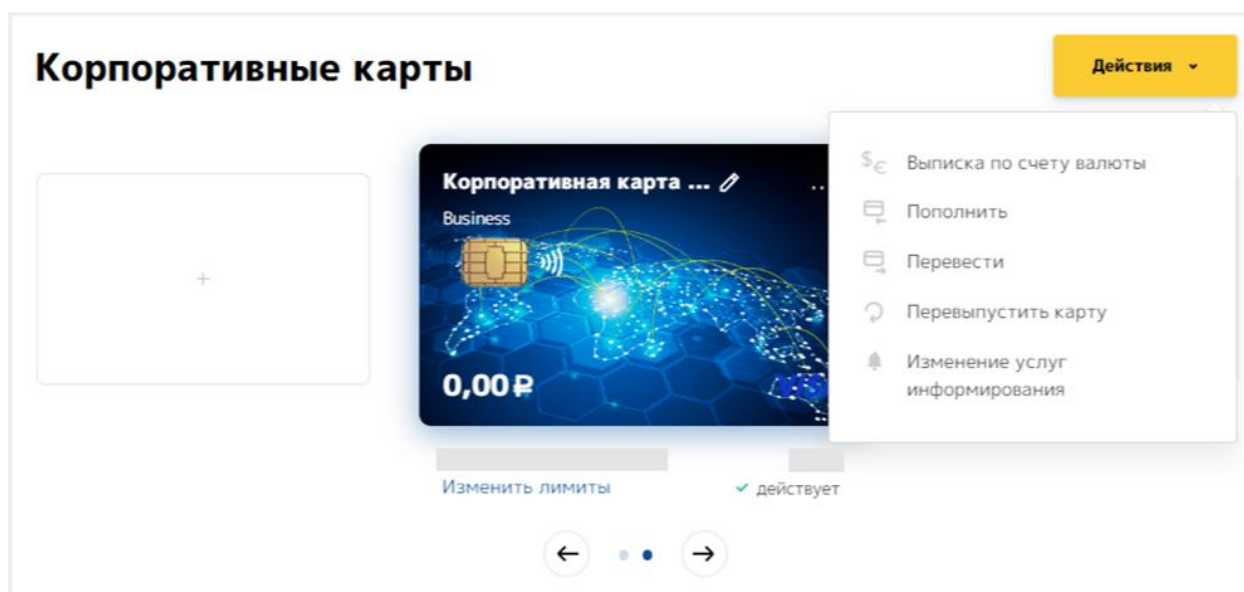 Корпоративные карты
Действия
Корпоративная карта ...
..
Business
0,00 ₽
VIS
$€ Выписка по счету валюты
Пополнить
Перевести
Перевыпустить карту
Изменение услуг
информирования
Изменить лимиты
действует